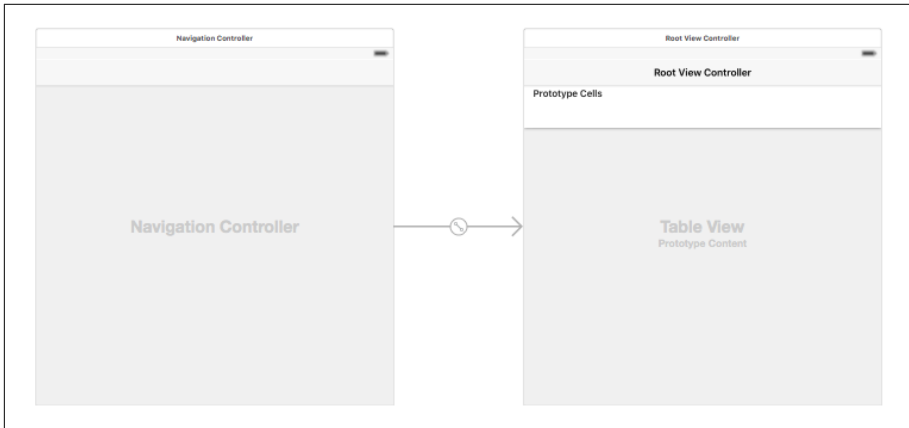 Navigation Controller
Navigation Controller
Root View Controller
Root View Controller
Prototype Cells
Table View
Prototype Content